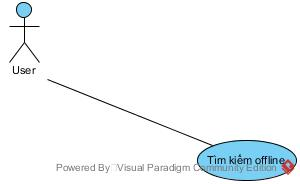 User
Tìm kiếm offline
Powered By Visual Paradigm Community Edition